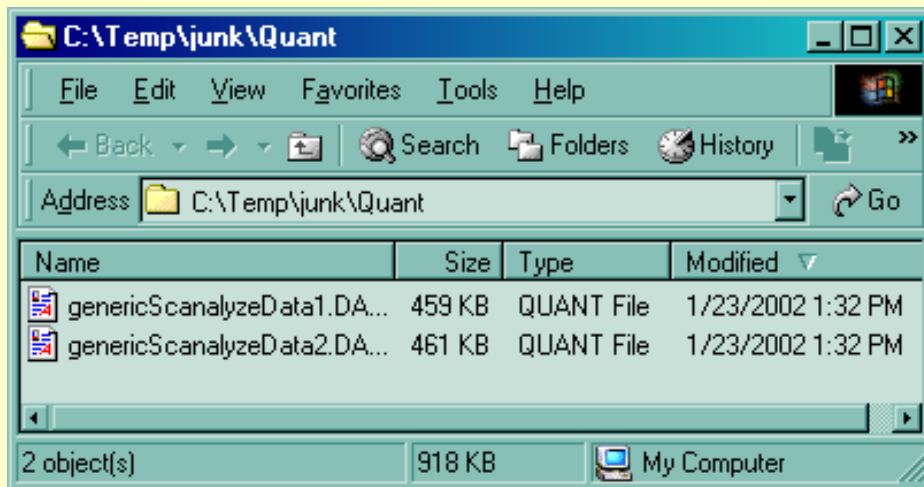 C:\Temp\junk\Quant
File Edit View Favorites Tools Help
Back Search Folders History »
Address C:\Temp\junk\Quant Go
Name Size Type Modified
genericScanalyzeData1.DA... 459 KB QUANT File 1/23/2002 1:32 PM
genericScanalyzeData2.DA... 461 KB QUANT File 1/23/2002 1:32 PM
2 object(s) 918 KB My Computer